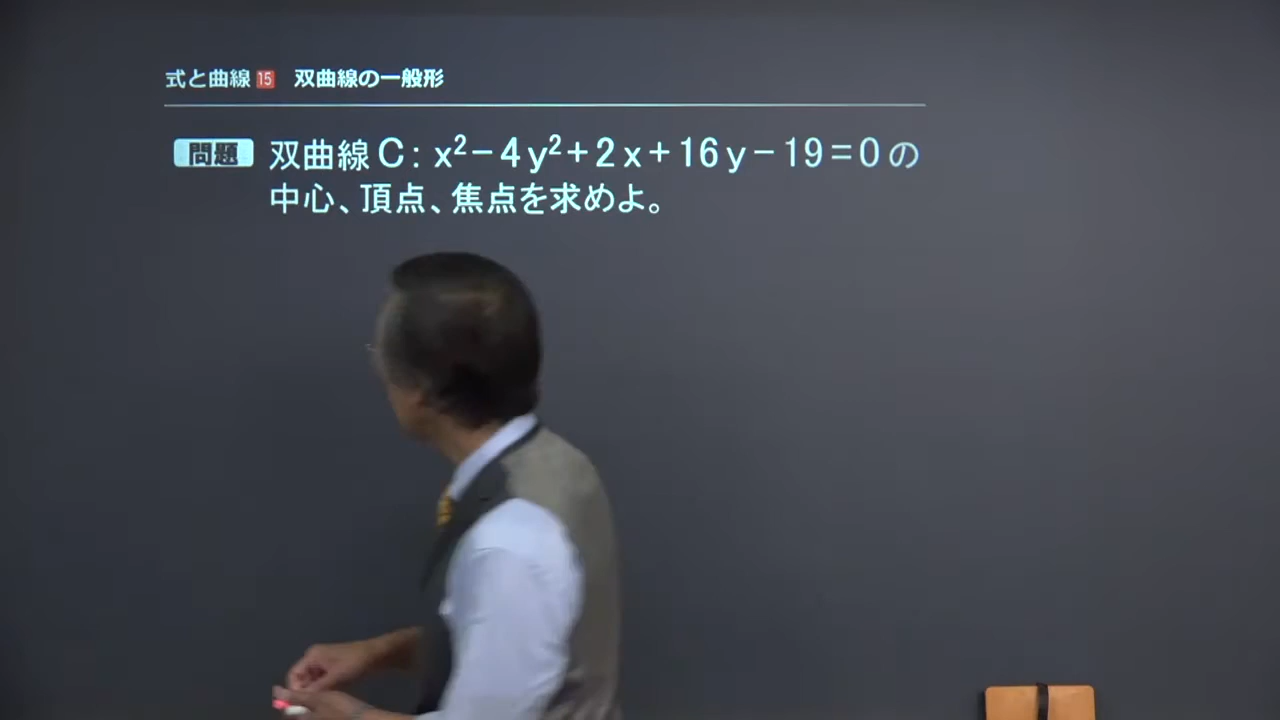 式と曲線 15 双曲線の一般形
問題 双曲線C: x²-4y²+2x+16y-19=0の
中心、頂点、焦点を求めよ。